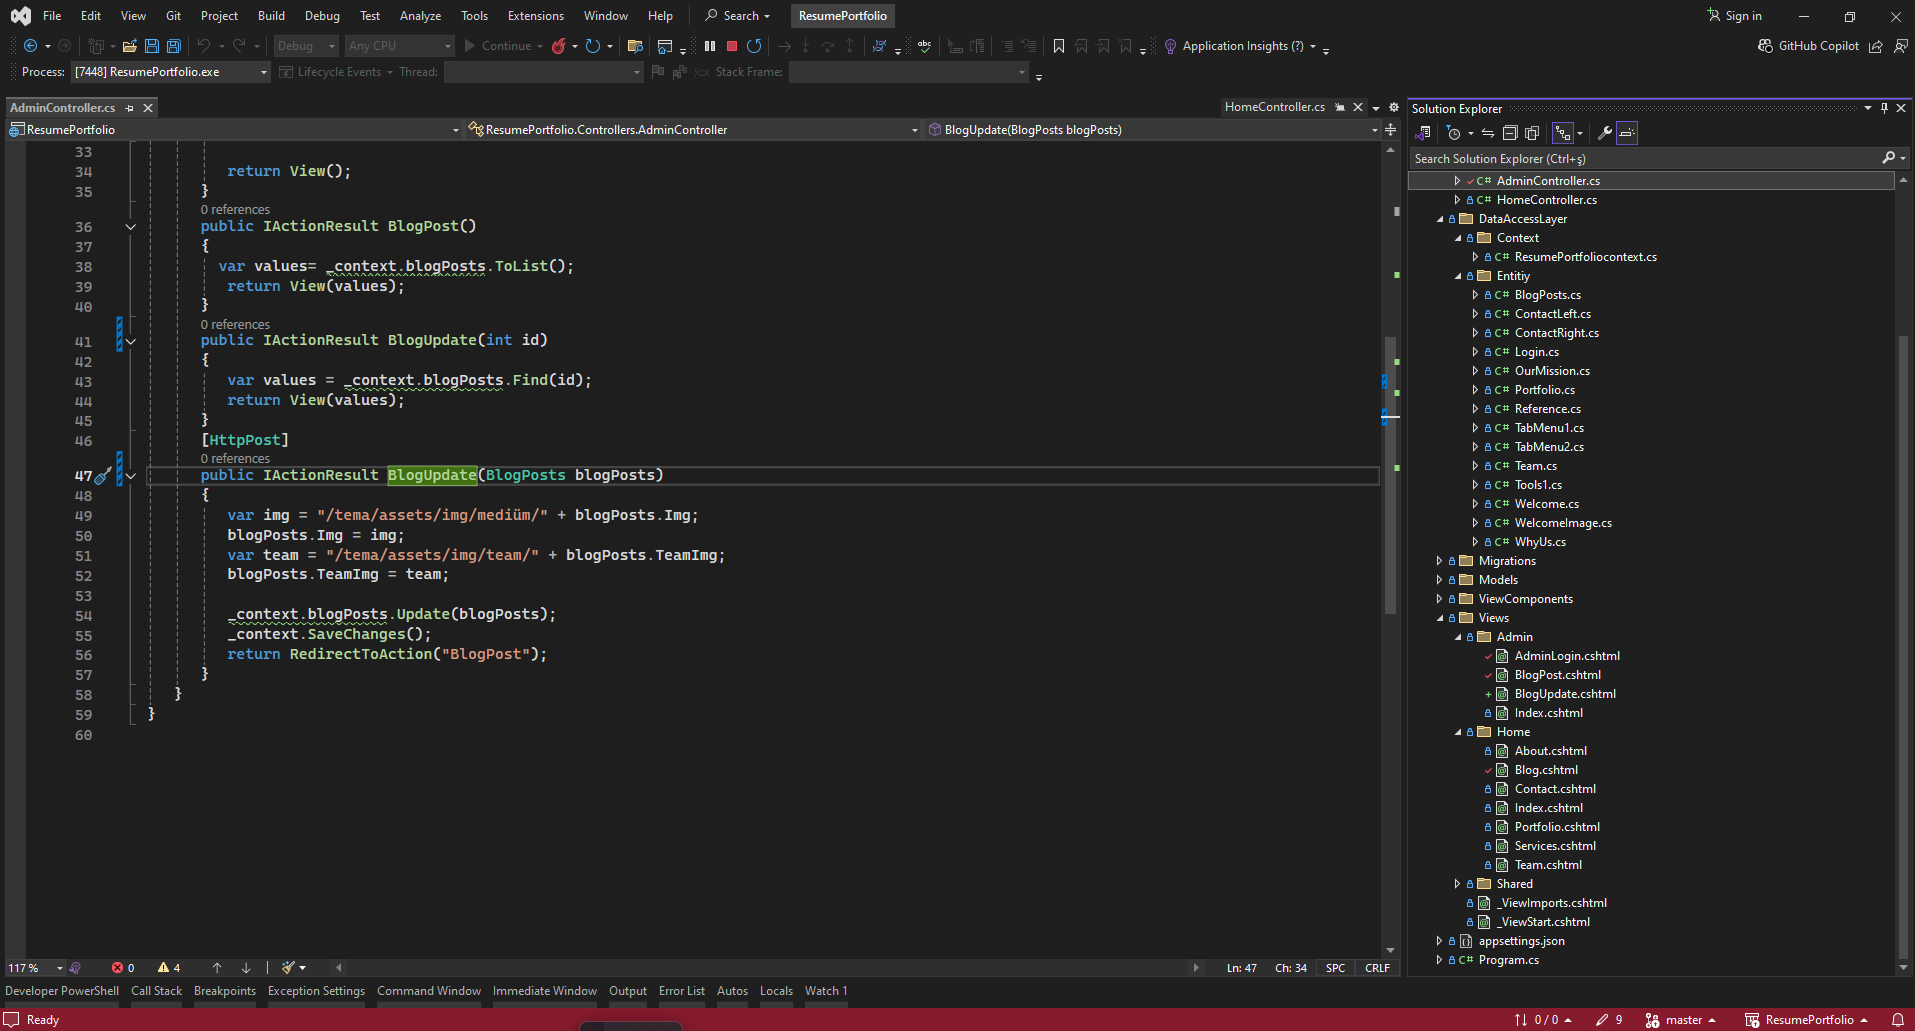 File Edit View Git Project Build Debug Test Analyze Tools Extensions Window Help Search ResumePortfolio Sign in
Debug Any CPU Continue Application Insights (?) GitHub Copilot
Process: [7448] ResumePortfolio.exe Lifecycle Events Thread: Stack Frame:
AdminController.cs HomeController.cs
ResumePortfolio ResumePortfolio.Controllers.AdminController BlogUpdate(BlogPosts blogPosts)
33
34 return View();
35 }
0 references
36 public IActionResult BlogPost()
37 {
38 var values= _context.blogPosts.ToList();
39 return View(values);
40 }
0 references
41 public IActionResult BlogUpdate(int id)
42 {
43 var values = _context.blogPosts.Find(id);
44 return View(values);
45 }
46 [HttpPost]
0 references
47 public IActionResult BlogUpdate(BlogPosts blogPosts)
48 {
49 var img = "/tema/assets/img/mediüm/" + blogPosts.Img;
50 blogPosts.Img = img;
51 var team = "/tema/assets/img/team/" + blogPosts.TeamImg;
52 blogPosts.TeamImg = team;
53
54 _context.blogPosts.Update(blogPosts);
55 _context.SaveChanges();
56 return RedirectToAction("BlogPost");
57 }
58 }
59 }
60
117 % 0 4 Ln: 47 Ch: 34 SPC CRLF
Solution Explorer
Search Solution Explorer (Ctrl+ş)
C# AdminController.cs
C# HomeController.cs
DataAccessLayer
Context
C# ResumePortfoliocontext.cs
Entitiy
C# BlogPosts.cs
C# ContactLeft.cs
C# ContactRight.cs
C# Login.cs
C# OurMission.cs
C# Portfolio.cs
C# Reference.cs
C# TabMenu1.cs
C# TabMenu2.cs
C# Team.cs
C# Tools1.cs
C# Welcome.cs
C# WelcomeImage.cs
C# WhyUs.cs
Migrations
Models
ViewComponents
Views
Admin
AdminLogin.cshtml
BlogPost.cshtml
BlogUpdate.cshtml
Index.cshtml
Home
About.cshtml
Blog.cshtml
Contact.cshtml
Index.cshtml
Portfolio.cshtml
Services.cshtml
Team.cshtml
Shared
_ViewImports.cshtml
_ViewStart.cshtml
appsettings.json
C# Program.cs
Developer PowerShell Call Stack Breakpoints Exception Settings Command Window Immediate Window Output Error List Autos Locals Watch 1
Ready 0 / 0 9 master ResumePortfolio